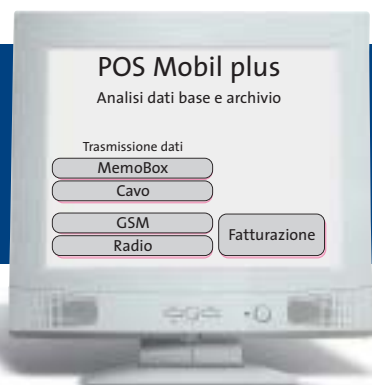 POS Mobil plus
Analisi dati base e archivio
Trasmissione dati
MemoBox
Cavo
GSM
Radio
Fatturazione